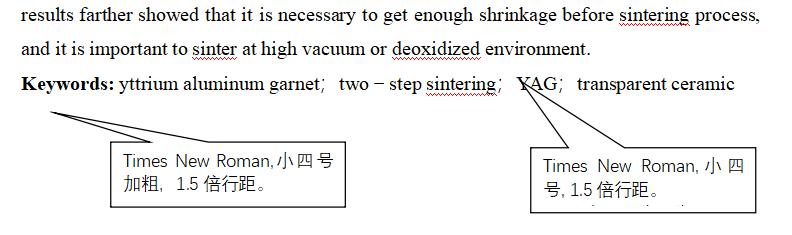 results farther showed that it is necessary to get enough shrinkage before sintering process,
and it is important to sinter at high vacuum or deoxidized environment.
Keywords: yttrium aluminum garnet；two－step sintering；YAG；transparent ceramic
Times New Roman,小四号
加粗，1.5 倍行距。
Times New Roman, 小四
号, 1.5 倍行距。